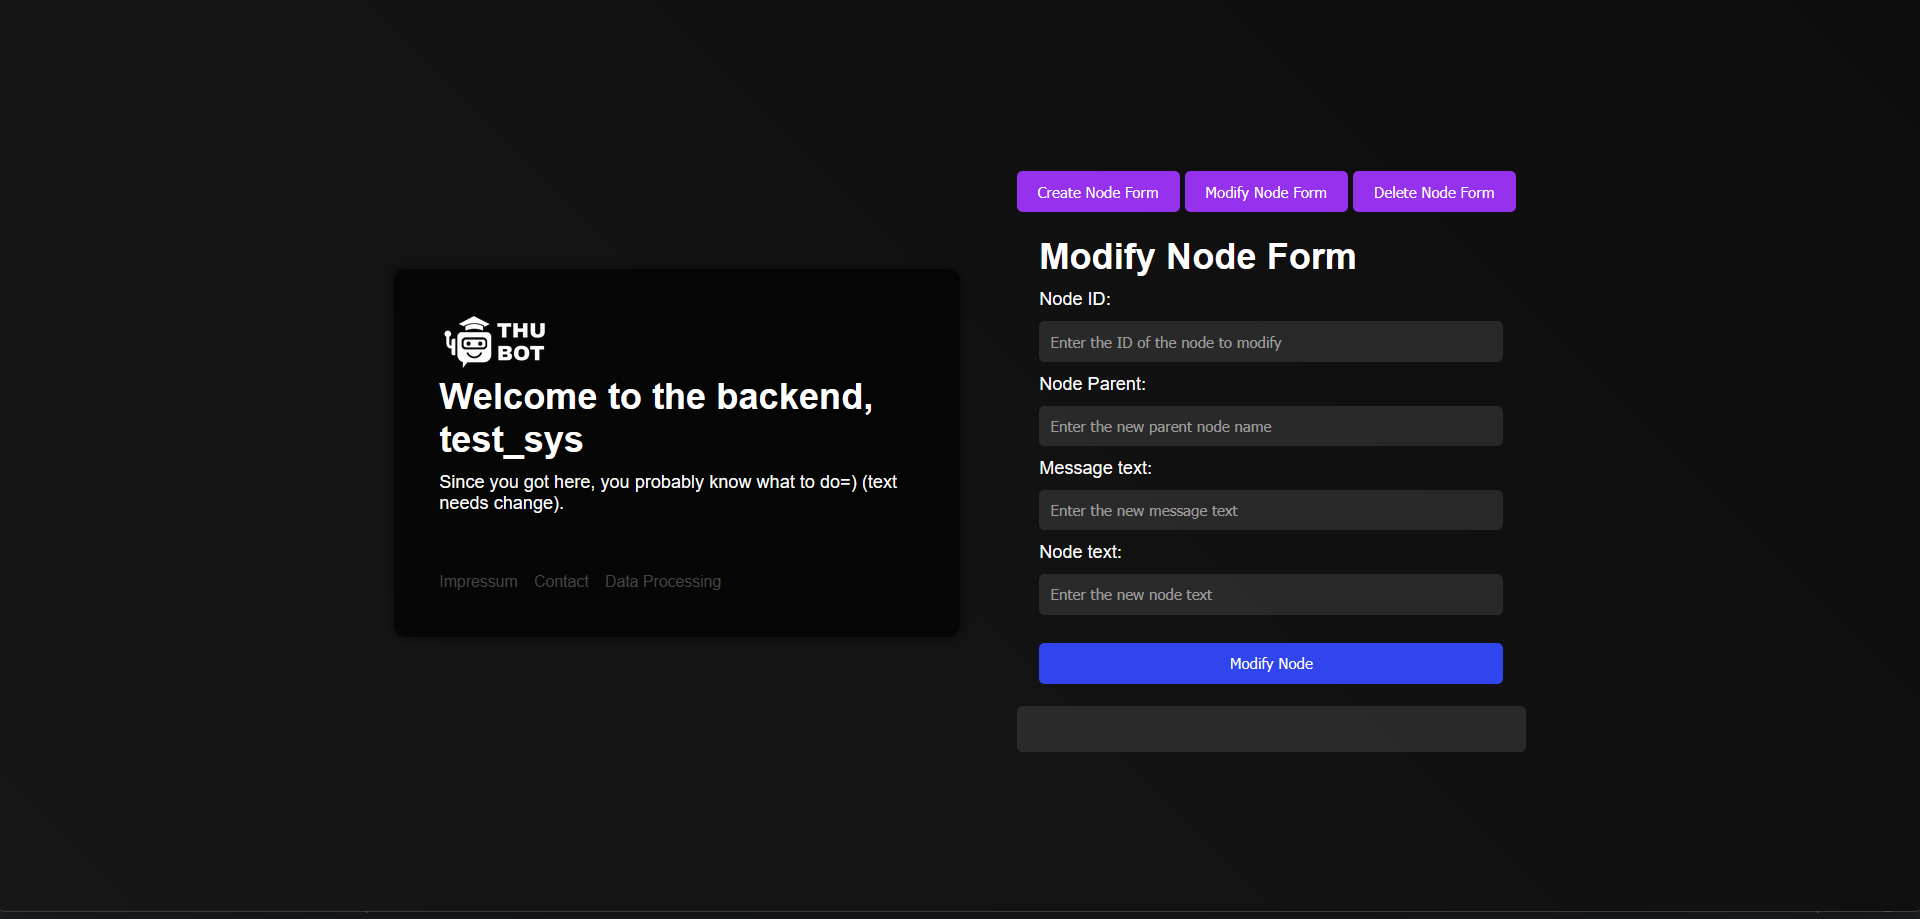 THU
BOT
Welcome to the backend,
test_sys
Since you got here, you probably know what to do=) (text
needs change).
Impressum Contact Data Processing
Create Node Form Modify Node Form Delete Node Form
Modify Node Form
Node ID:
Enter the ID of the node to modify
Node Parent:
Enter the new parent node name
Message text:
Enter the new message text
Node text:
Enter the new node text
Modify Node